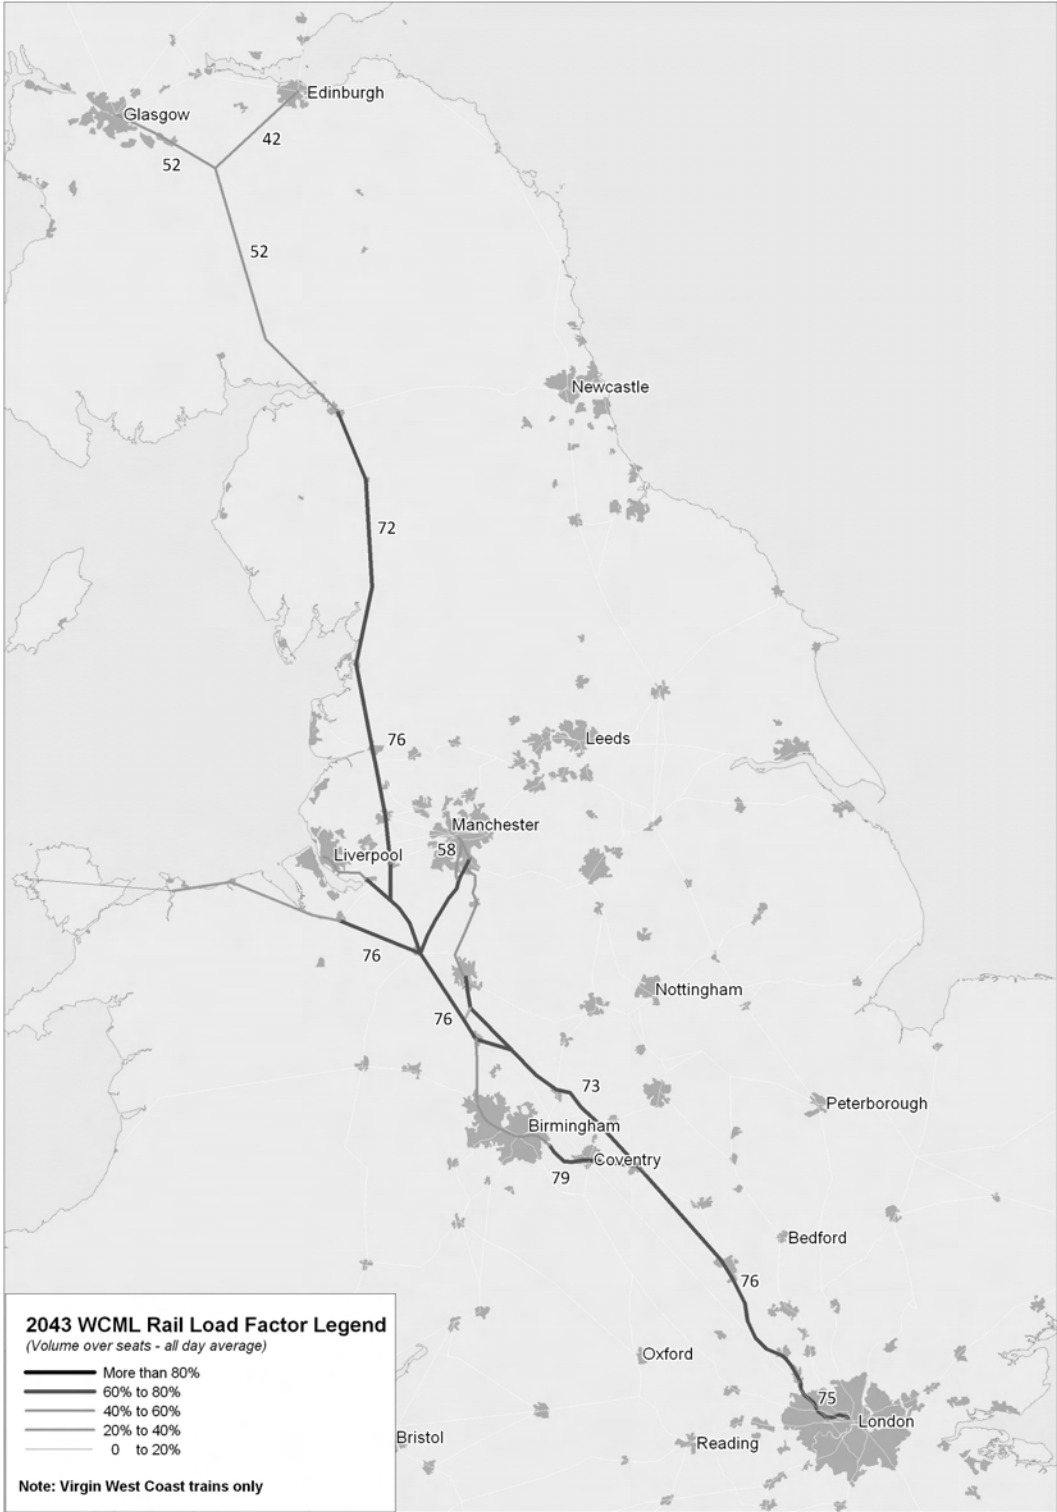 Edinburgh
Glasgow
42
52
52
Newcastle
72
Leeds
76
Manchester
58
Liverpool
76
Nottingham
76
73
Peterborough
Birmingham
Coventry
79
Bedford
76
2043 WCML Rail Load Factor Legend
(Volume over seats - all day average)
More than 80%
60% to 80%
40% to 60%
20% to 40%
0 to 20%
Note: Virgin West Coast trains only
Oxford
75
London
Bristol
Reading